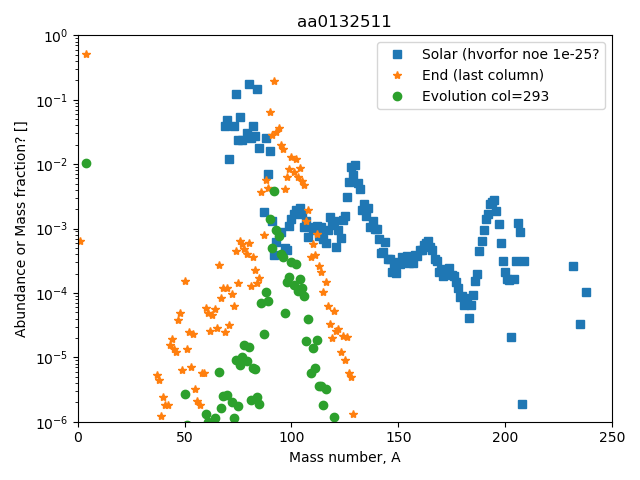 aa0132511
Solar (hvorfor noe 1e-25?
End (last column)
Evolution col=293
Abundance or Mass fraction? []
10^0
10^-1
10^-2
10^-3
10^-4
10^-5
10^-6
0 50 100 150 200 250
Mass number, A